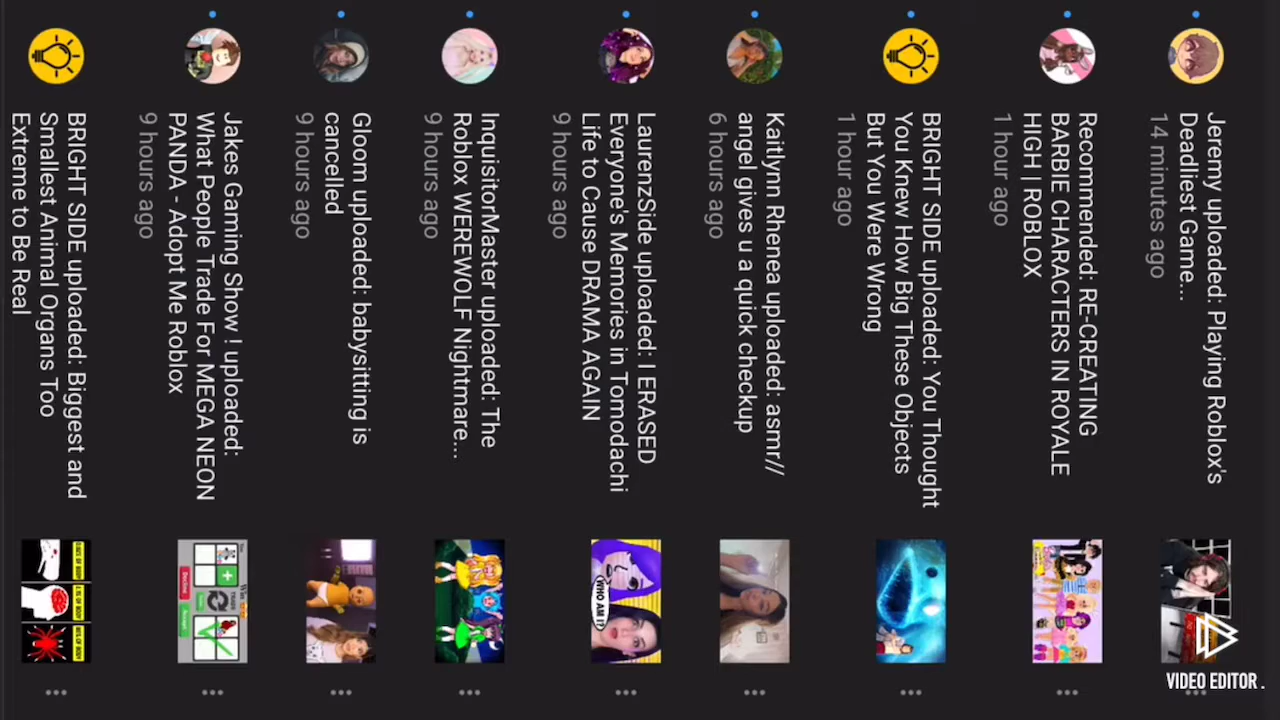 Jeremy uploaded: Playing Roblox's
Deadliest Game...
14 minutes ago
Recommended: RE-CREATING
BARBIE CHARACTERS IN ROYALE
HIGH | ROBLOX
1 hour ago
BRIGHT SIDE uploaded: You Thought
You Knew How Big These Objects
But You Were Wrong
1 hour ago
Kaitlynn Rhenea uploaded: asmr//
angel gives u a quick checkup
6 hours ago
LaurenzSide uploaded: I ERASED
Everyone's Memories in Tomodachi
Life to Cause DRAMA AGAIN
9 hours ago
WHO AM I?
InquisitorMaster uploaded: The
Roblox WEREWOLF Nightmare...
9 hours ago
Gloom uploaded: babysitting is
cancelled
9 hours ago
Jakes Gaming Show ! uploaded:
What People Trade For MEGA NEON
PANDA - Adopt Me Roblox
9 hours ago
BRIGHT SIDE uploaded: Biggest and
Smallest Animal Organs Too
Extreme to Be Real
VIDEO EDITOR .